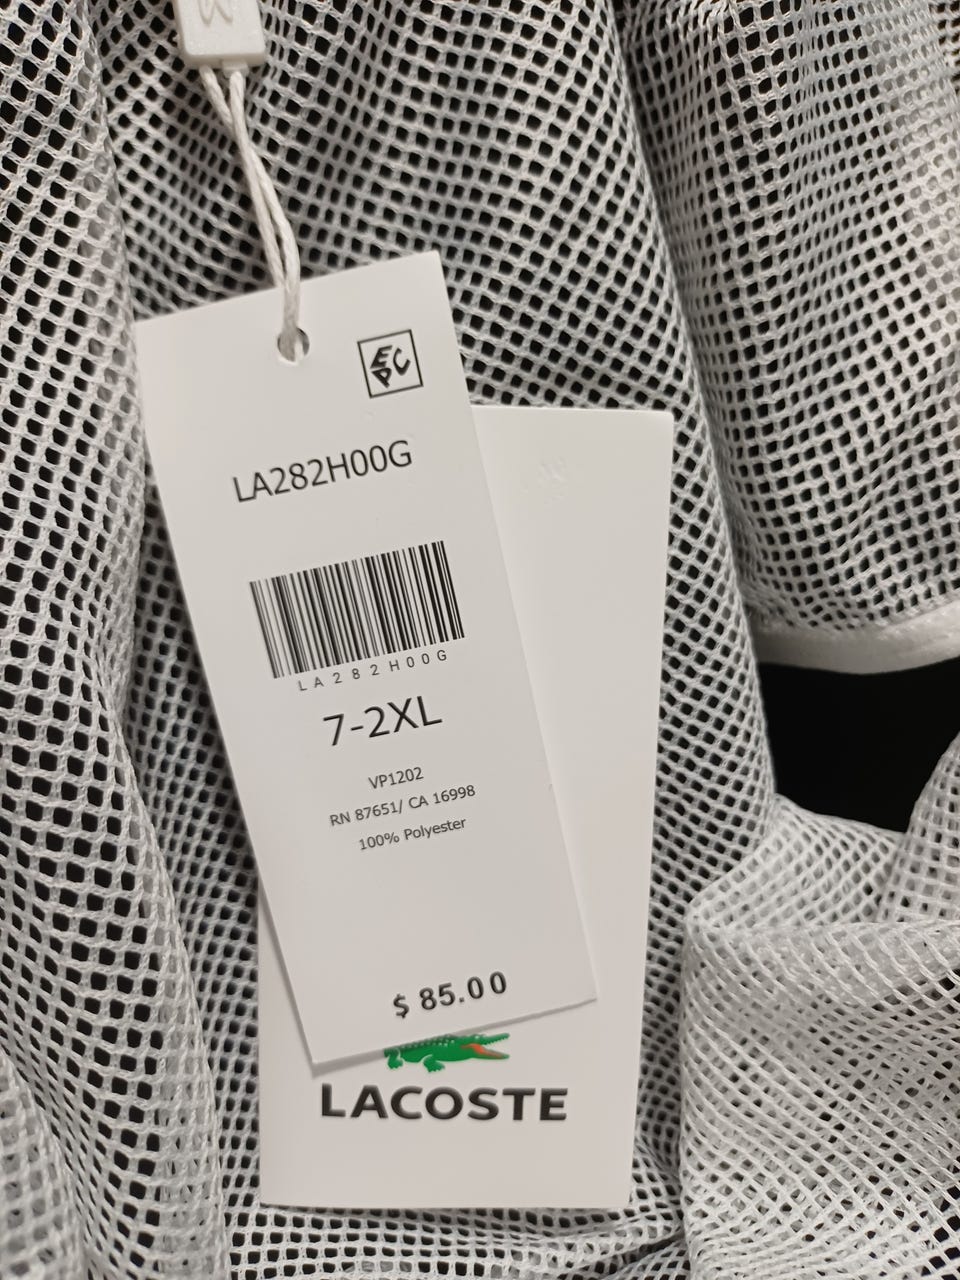 EPC
LA282H00G
LA282H00G
7-2XL
VP1202
RN 87651/ CA 16998
100% Polyester
$ 85.00
LACOSTE